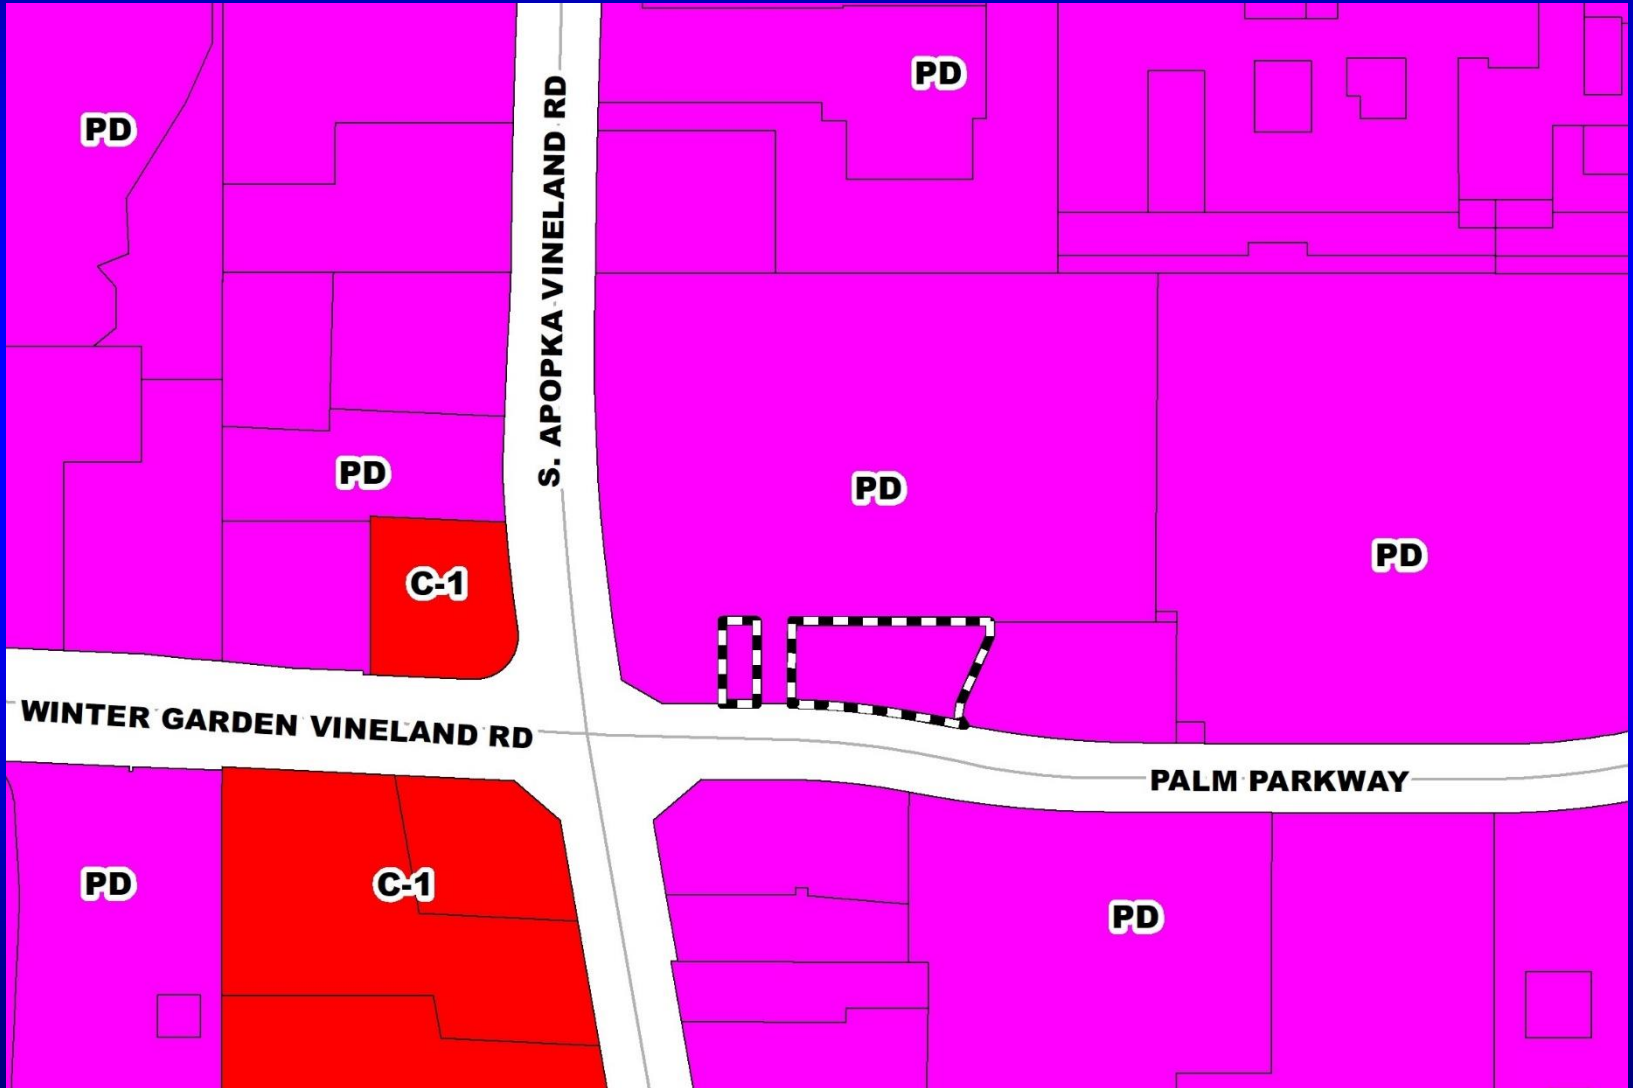 PD
PD
S. APOPKA VINELAND RD
PD
PD
PD
C-1
WINTER GARDEN VINELAND RD
PALM PARKWAY
PD
C-1
PD